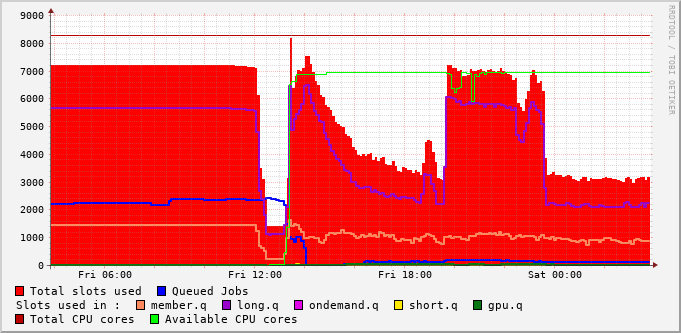 9000
8000
7000
6000
5000
4000
3000
2000
1000
0
Fri 06:00 Fri 12:00 Fri 18:00 Sat 00:00
RRDTOOL / TOBI OETIKER
Total slots used Queued Jobs
Slots used in : member.q long.q ondemand.q short.q gpu.q
Total CPU cores Available CPU cores